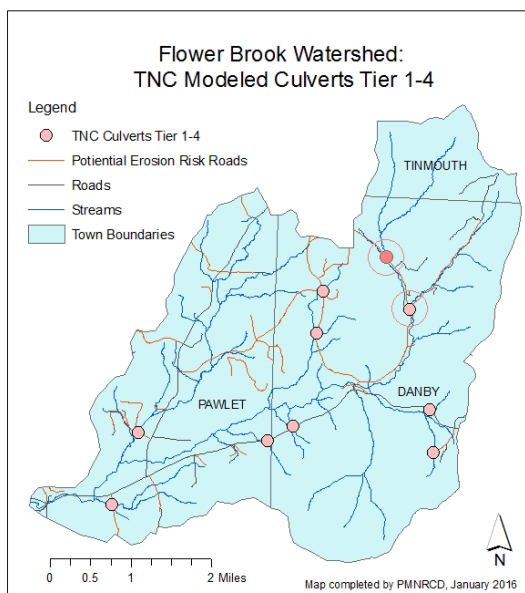 Flower Brook Watershed:
TNC Modeled Culverts Tier 1-4
Legend
TNC Culverts Tier 1-4
Potiential Erosion Risk Roads
Roads
Streams
Town Boundaries
TINMOUTH
PAWLET
DANBY
0 0.5 1 2 Miles
N
Map completed by PMNRCD, January 2016